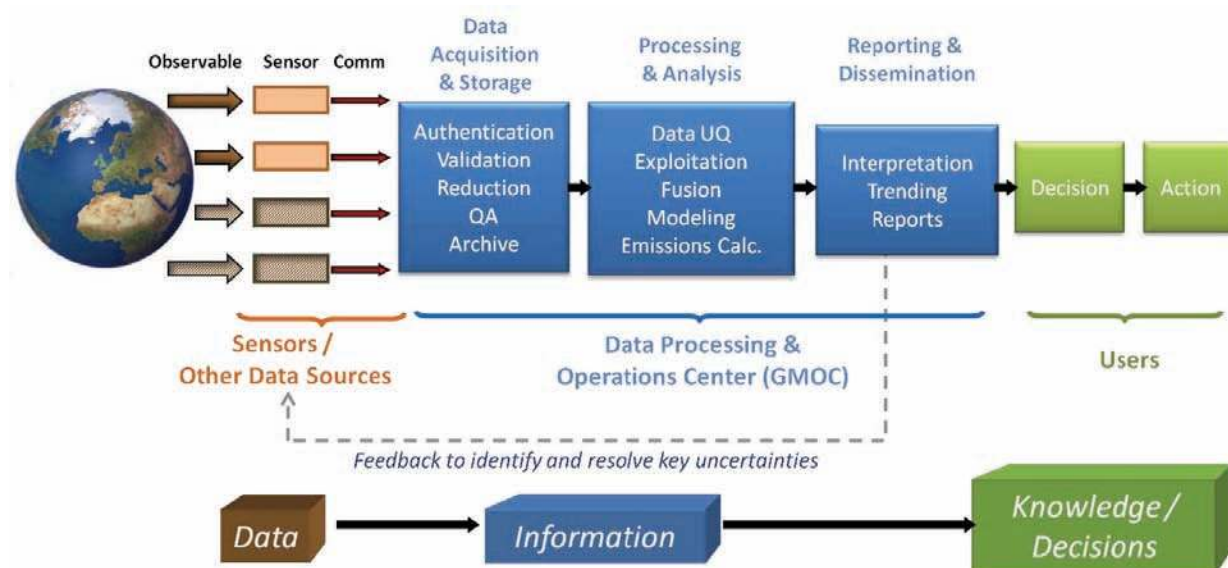 Data
Acquisition
& Storage
Processing
& Analysis
Reporting &
Dissemination
Observable
Sensor
Comm
Authentication
Validation
Reduction
QA
Archive
Data UQ
Exploitation
Fusion
Modeling
Emissions Calc.
Interpretation
Trending
Reports
Decision
Action
Sensors /
Other Data Sources
Data Processing &
Operations Center (GMOC)
Users
Feedback to identify and resolve key uncertainties
Data
Information
Knowledge /
Decisions